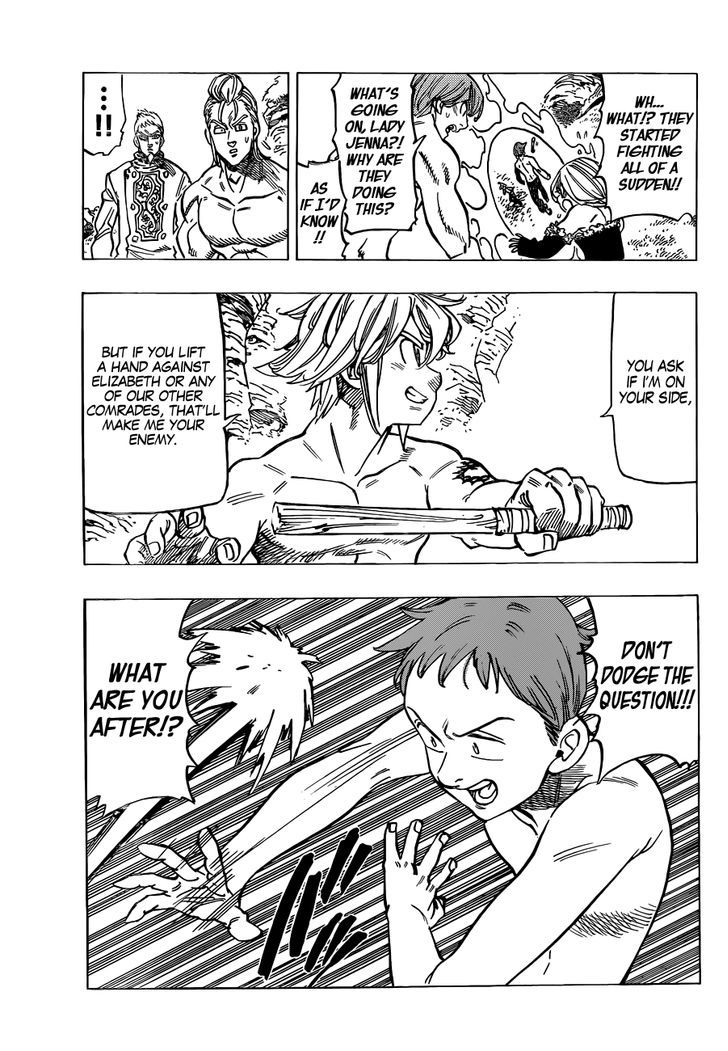 WH...
WHAT!? THEY
STARTED
FIGHTING
ALL OF A
SUDDEN!!
WHAT'S
GOING
ON, LADY
JENNA?!
WHY ARE
THEY
DOING
THIS?
AS
IF I'D
KNOW
!!
...!!
YOU ASK
IF I'M ON
YOUR SIDE,
BUT IF YOU LIFT
A HAND AGAINST
ELIZABETH OR ANY
OF OUR OTHER
COMRADES, THAT'LL
MAKE ME YOUR
ENEMY.
DON'T
DODGE THE
QUESTION!!!
WHAT
ARE YOU
AFTER!?